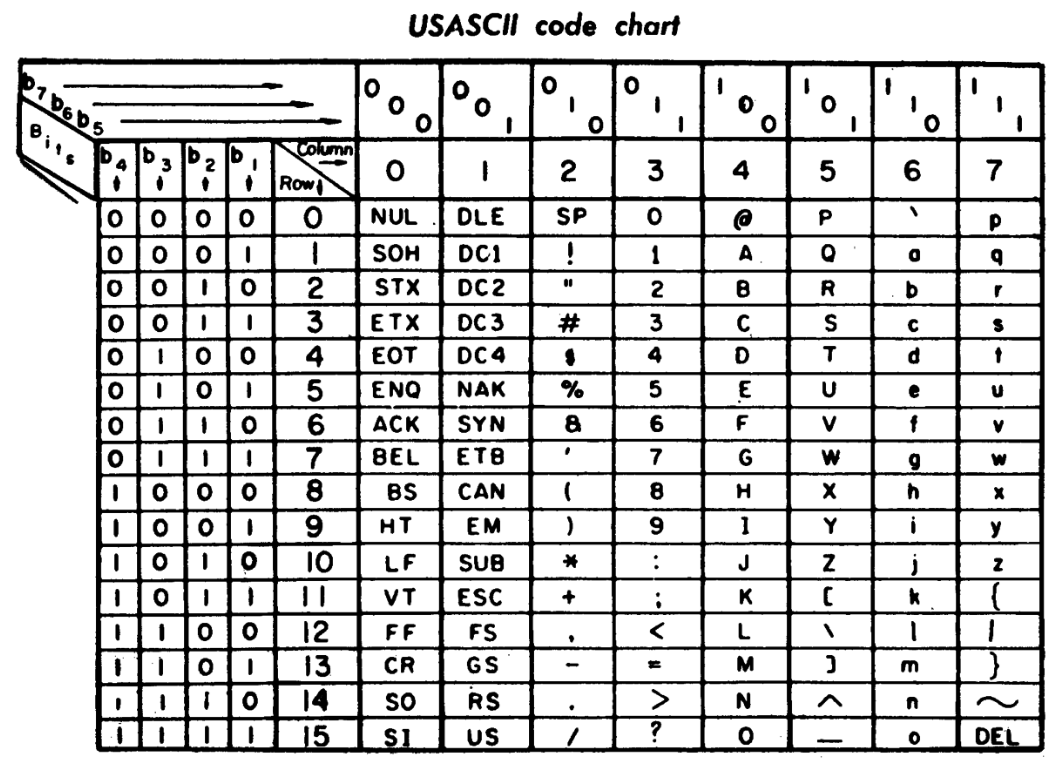 USASCII code chart
b7 b6 b5 0 0 0 0 0 1 0 1 0 0 1 1 1 0 0 1 0 1 1 1 0 1 1 1
Bits b4 b3 b2 b1 Column Row 0 1 2 3 4 5 6 7
0 0 0 0 0 NUL DLE SP 0 @ P ` p
0 0 0 1 1 SOH DC1 ! 1 A Q a q
0 0 1 0 2 STX DC2 " 2 B R b r
0 0 1 1 3 ETX DC3 # 3 C S c s
0 1 0 0 4 EOT DC4 $ 4 D T d t
0 1 0 1 5 ENQ NAK % 5 E U e u
0 1 1 0 6 ACK SYN & 6 F V f v
0 1 1 1 7 BEL ETB ' 7 G W g w
1 0 0 0 8 BS CAN ( 8 H X h x
1 0 0 1 9 HT EM ) 9 I Y i y
1 0 1 0 10 LF SUB * : J Z j z
1 0 1 1 11 VT ESC + ; K [ k {
1 1 0 0 12 FF FS , < L \ l |
1 1 0 1 13 CR GS - = M ] m }
1 1 1 0 14 SO RS . > N ^ n ~
1 1 1 1 15 SI US / ? O _ o DEL